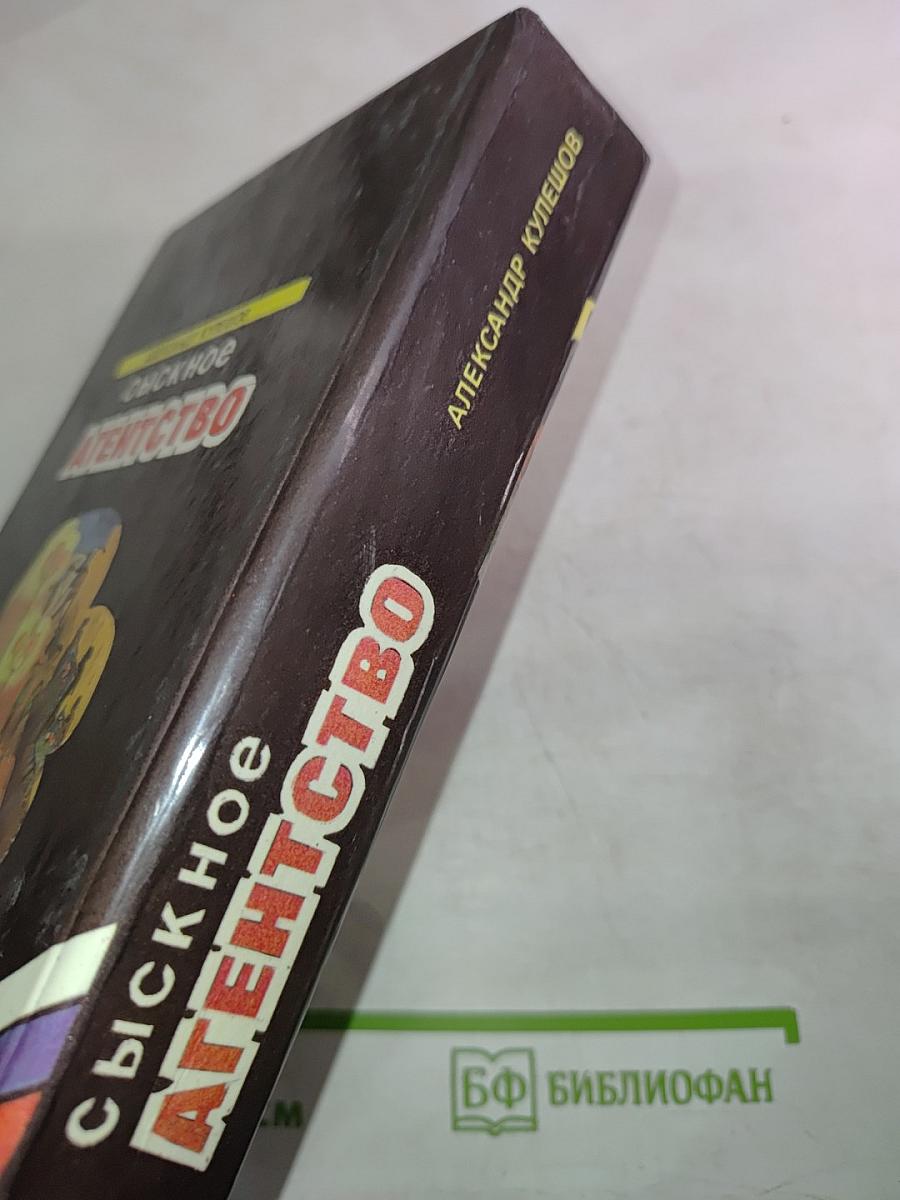 АЛЕКСАНДР КУЛЕШОВ
СЫСКНОЕ
АГЕНТСТВО
СЫСКНОЕ
АГЕНТСТВО
БФ БИБЛИОФАН